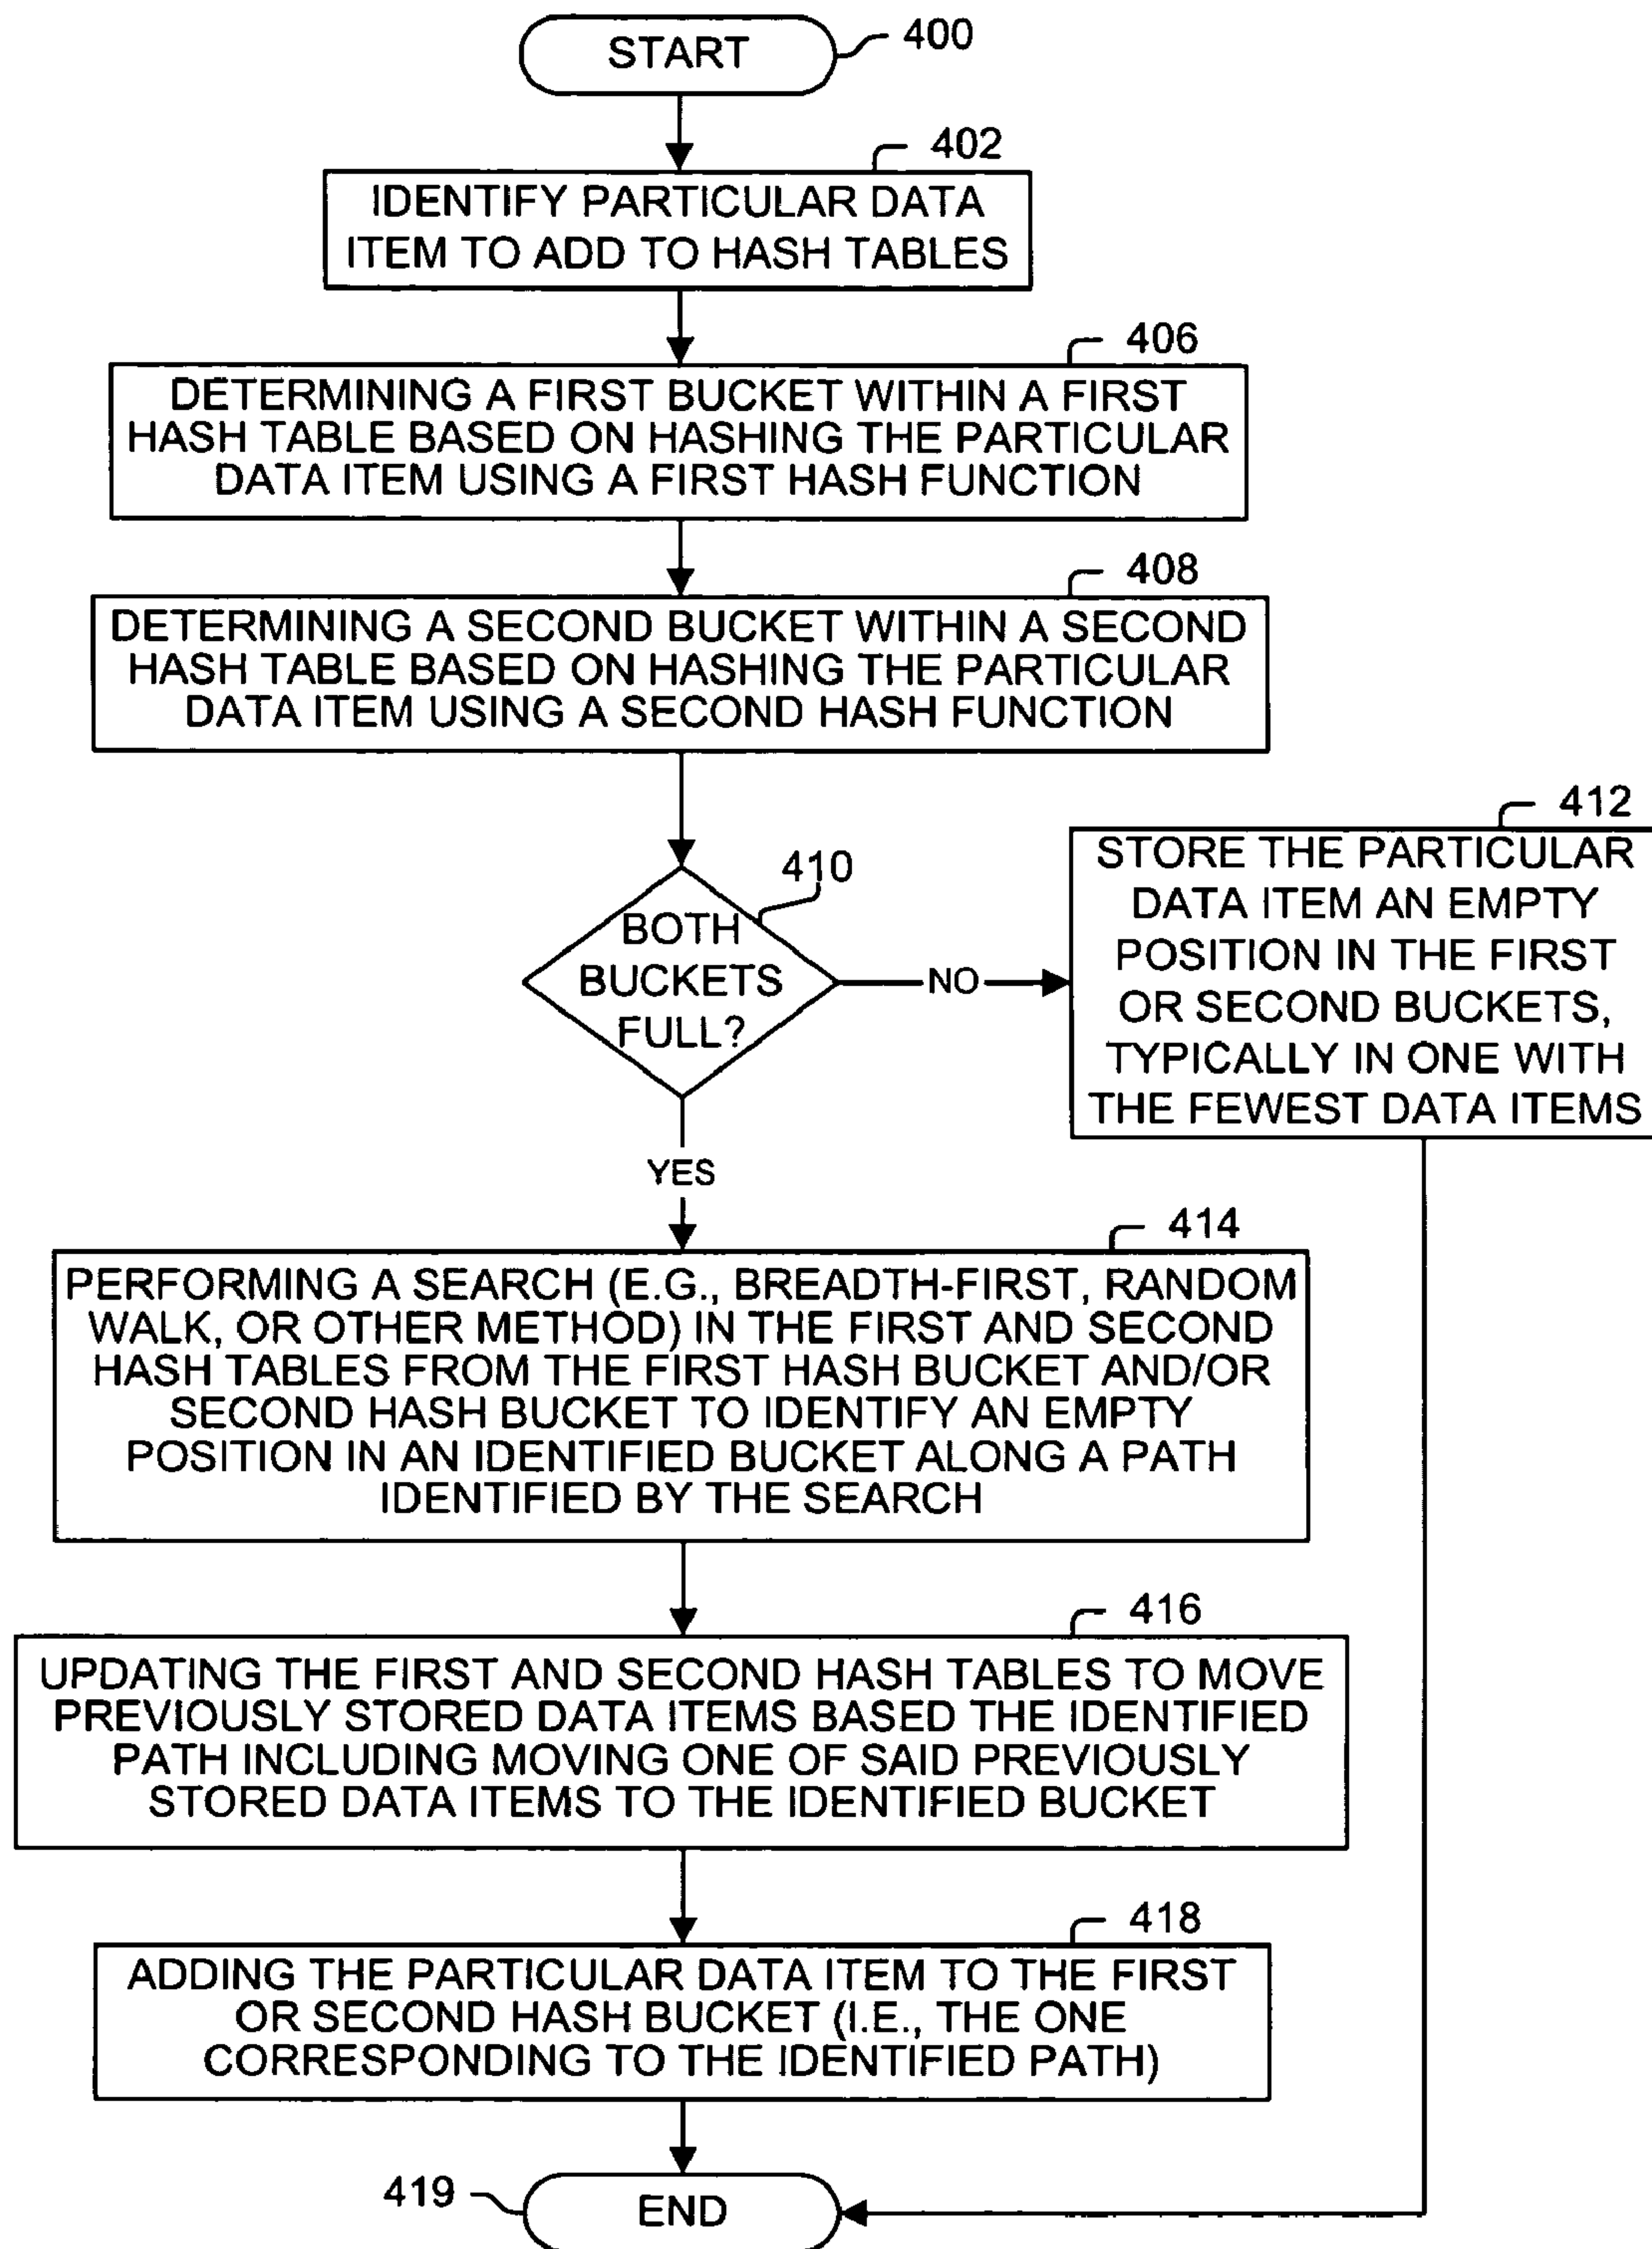 START
400
402
IDENTIFY PARTICULAR DATA
ITEM TO ADD TO HASH TABLES
406
DETERMINING A FIRST BUCKET WITHIN A FIRST
HASH TABLE BASED ON HASHING THE PARTICULAR
DATA ITEM USING A FIRST HASH FUNCTION
408
DETERMINING A SECOND BUCKET WITHIN A SECOND
HASH TABLE BASED ON HASHING THE PARTICULAR
DATA ITEM USING A SECOND HASH FUNCTION
410
BOTH
BUCKETS
FULL?
NO
412
STORE THE PARTICULAR
DATA ITEM AN EMPTY
POSITION IN THE FIRST
OR SECOND BUCKETS,
TYPICALLY IN ONE WITH
THE FEWEST DATA ITEMS
YES
414
PERFORMING A SEARCH (E.G., BREADTH-FIRST, RANDOM
WALK, OR OTHER METHOD) IN THE FIRST AND SECOND
HASH TABLES FROM THE FIRST HASH BUCKET AND/OR
SECOND HASH BUCKET TO IDENTIFY AN EMPTY
POSITION IN AN IDENTIFIED BUCKET ALONG A PATH
IDENTIFIED BY THE SEARCH
416
UPDATING THE FIRST AND SECOND HASH TABLES TO MOVE
PREVIOUSLY STORED DATA ITEMS BASED THE IDENTIFIED
PATH INCLUDING MOVING ONE OF SAID PREVIOUSLY
STORED DATA ITEMS TO THE IDENTIFIED BUCKET
418
ADDING THE PARTICULAR DATA ITEM TO THE FIRST
OR SECOND HASH BUCKET (I.E., THE ONE
CORRESPONDING TO THE IDENTIFIED PATH)
419
END